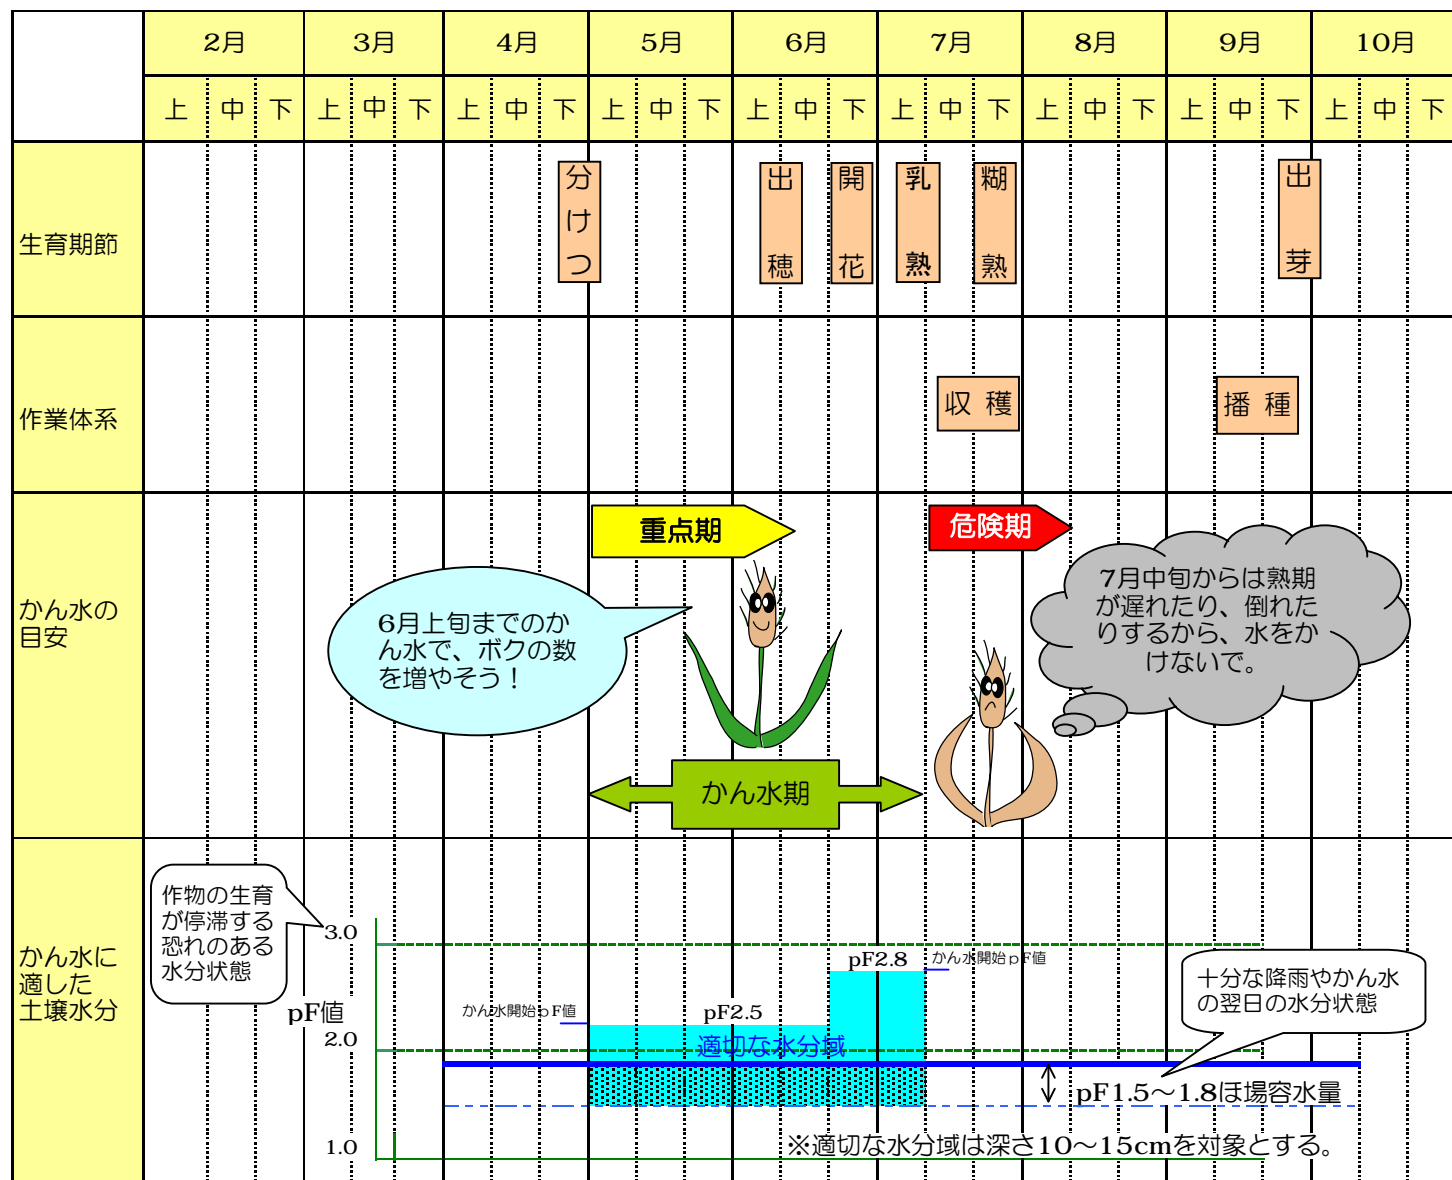 2月 3月 4月 5月 6月 7月 8月 9月 10月
上 中 下 上 中 下 上 中 下 上 中 下 上 中 下 上 中 下 上 中 下 上 中 下 上 中 下
生育期節
分けつ
出穂
開花
乳熟
糊熟
出芽
作業体系
収穫
播種
かん水の
目安
重点期
危険期
6月上旬までのか
ん水で、ボクの数
を増やそう！
7月中旬からは熟期
が遅れたり、倒れた
りするから、水をか
けないで。
かん水期
かん水に
適した
土壌水分
作物の生育
が停滞する
恐れのある
水分状態
3.0
pF値
2.0
1.0
かん水開始pF値
pF2.5
pF2.8
かん水開始pF値
適切な水分域
十分な降雨やかん水
の翌日の水分状態
pF1.5～1.8ほ場容水量
※適切な水分域は深さ10～15cmを対象とする。